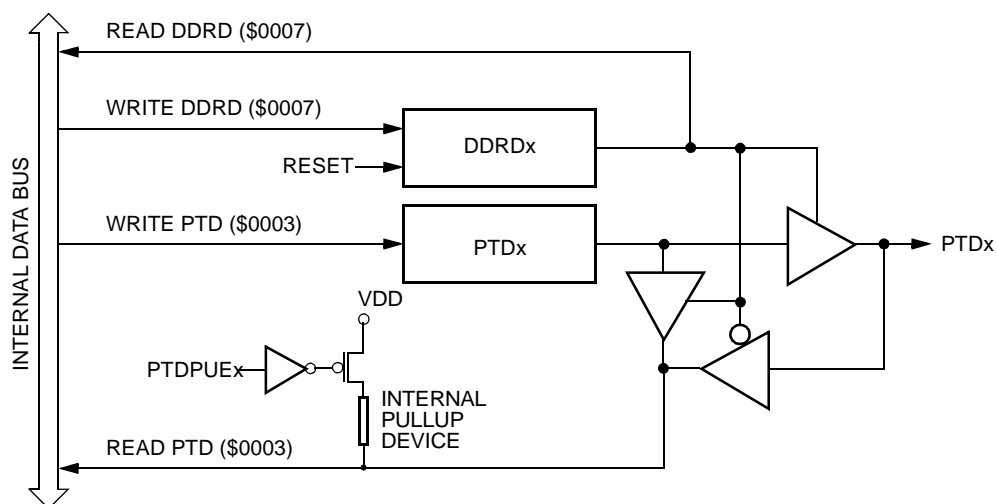 READ DDRD ($0007)
WRITE DDRD ($0007)
DDRDx
RESET
WRITE PTD ($0003)
PTDx
PTDx
VDD
PTDPUEx
INTERNAL
PULLUP
DEVICE
READ PTD ($0003)
INTERNAL DATA BUS